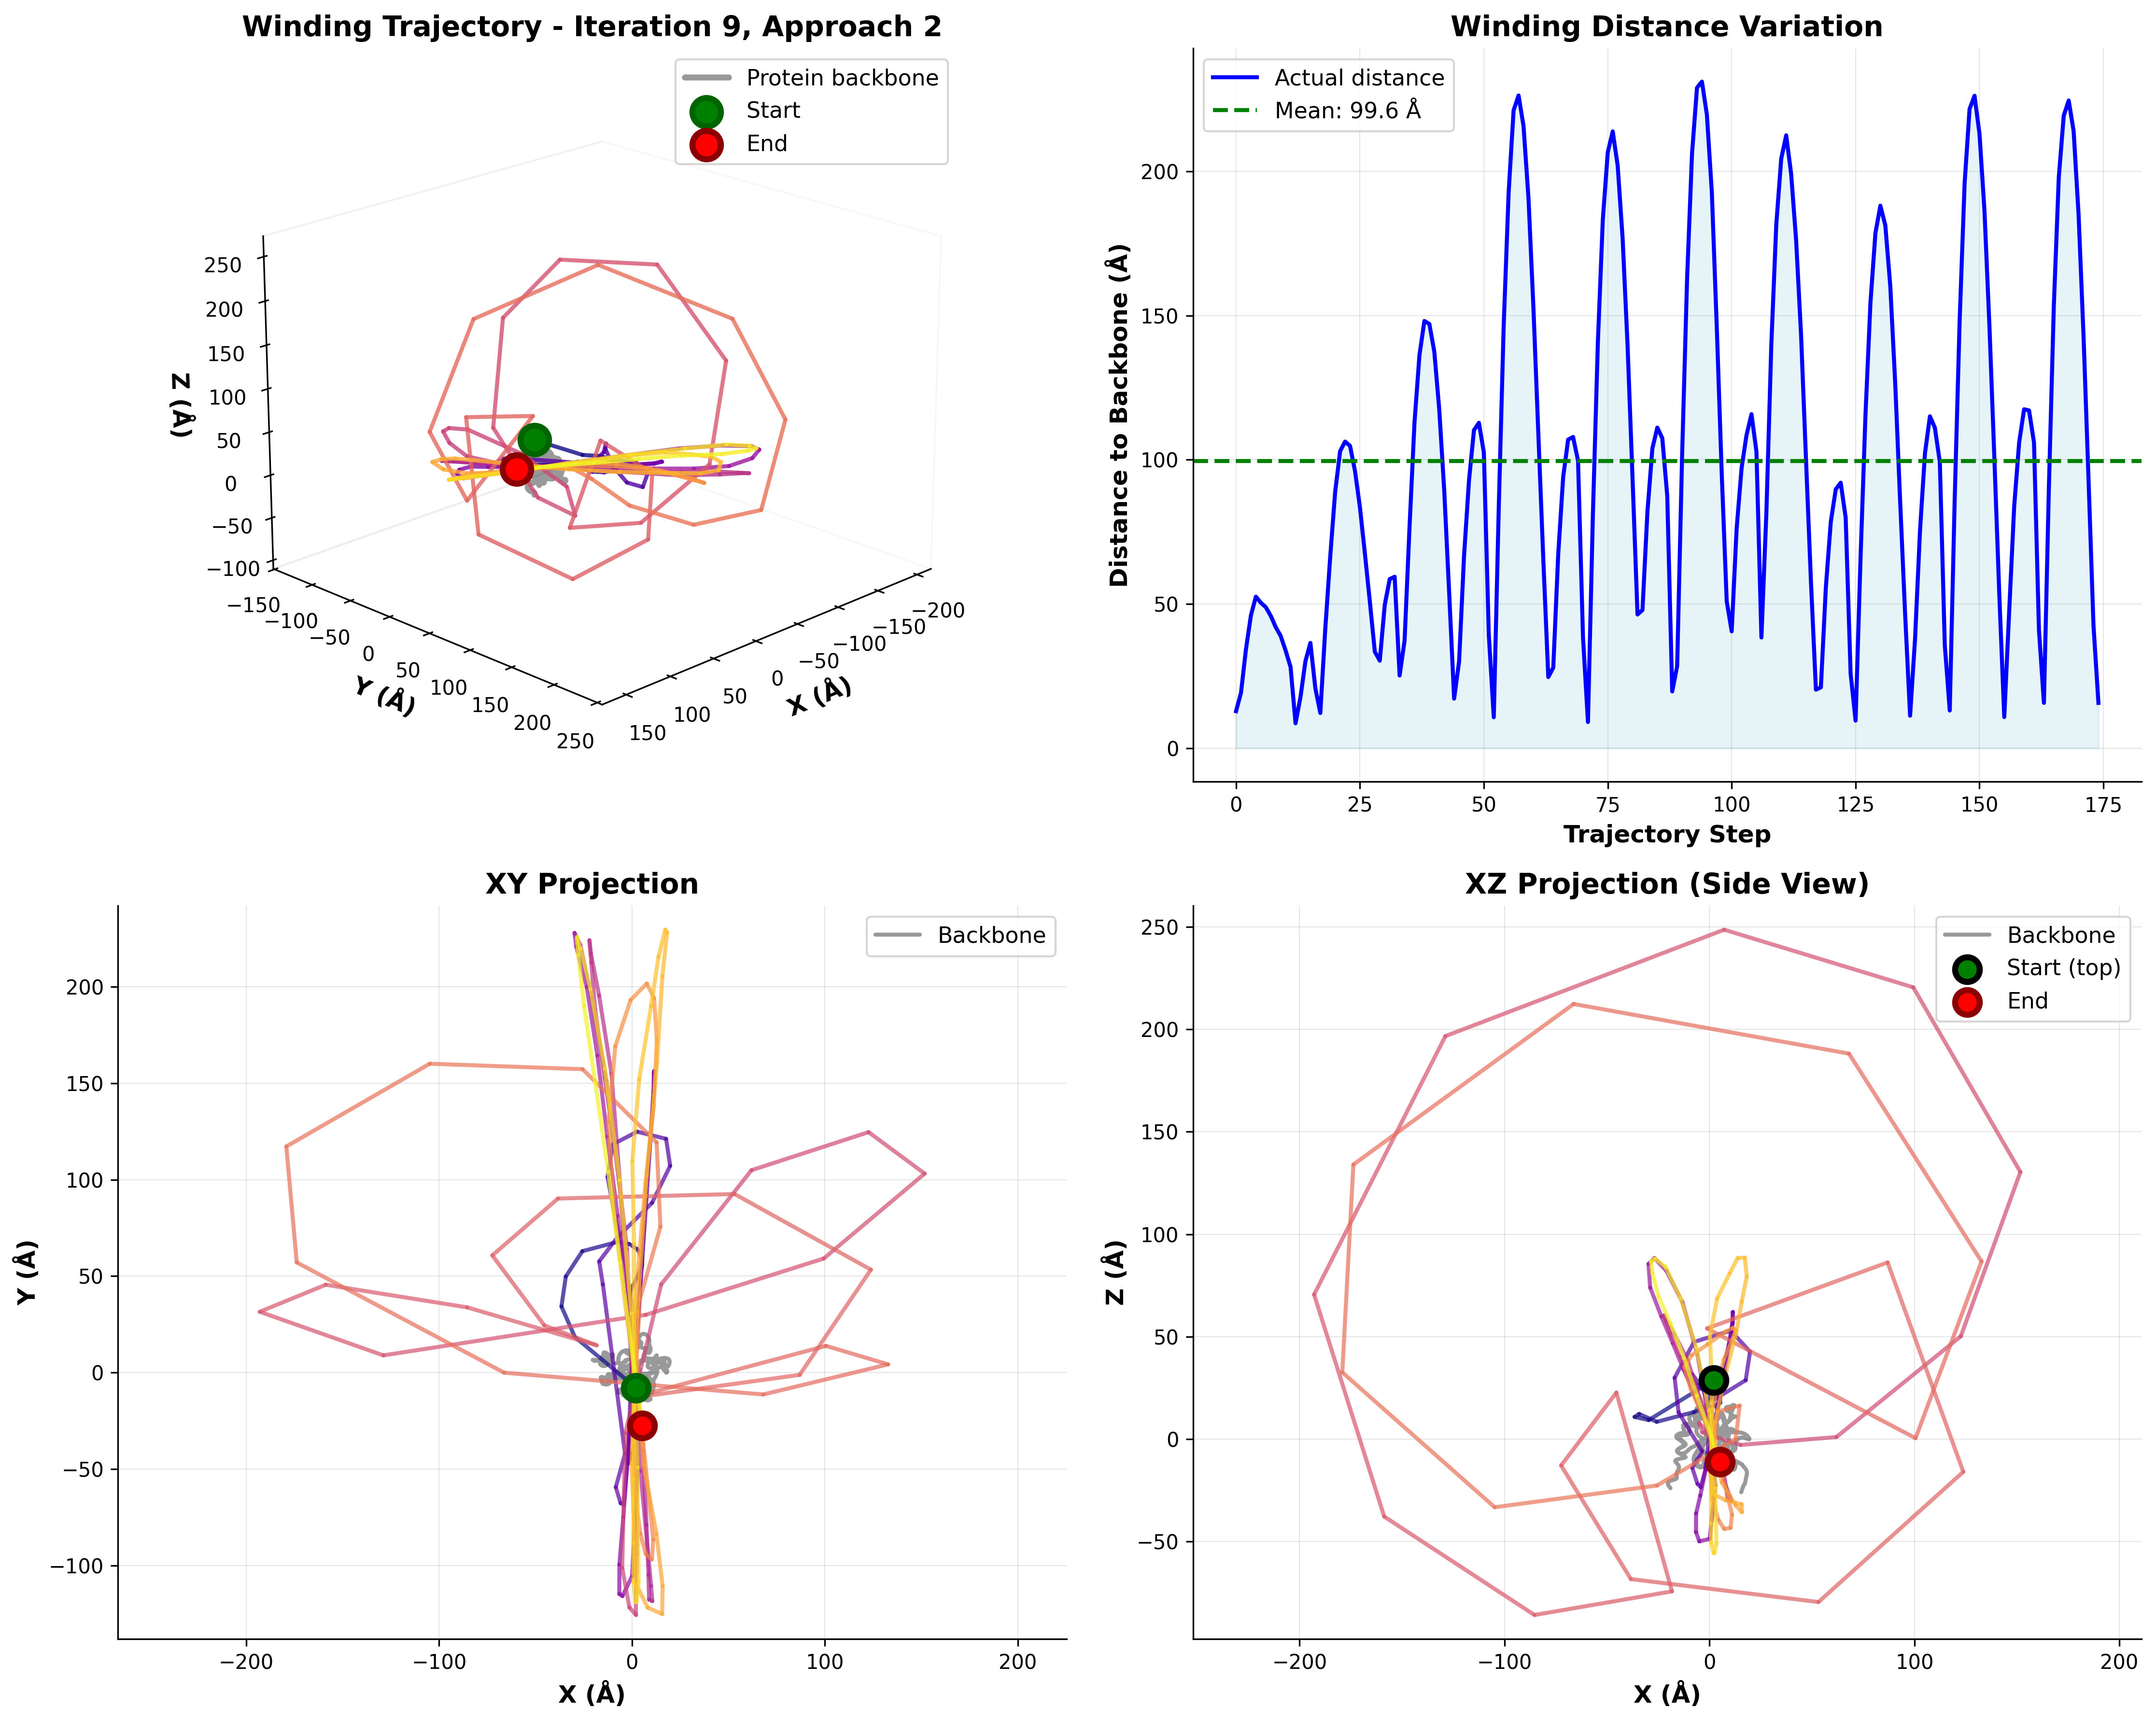 Winding Trajectory - Iteration 9, Approach 2
Protein backbone
Start
End
250
200
150
100
50
0
−50
−100
Z (Å)
−150
−100
−50
0
50
100
150
200
250
Y (Å)
150
100
50
0
−50
−100
−150
−200
X (Å)
Winding Distance Variation
Actual distance
Mean: 99.6 Å
200
150
100
50
0
Distance to Backbone (Å)
0 25 50 75 100 125 150 175
Trajectory Step
XY Projection
Backbone
200
150
100
50
0
−50
−100
Y (Å)
−200 −100 0 100 200
X (Å)
XZ Projection (Side View)
Backbone
Start (top)
End
250
200
150
100
50
0
−50
Z (Å)
−200 −100 0 100 200
X (Å)